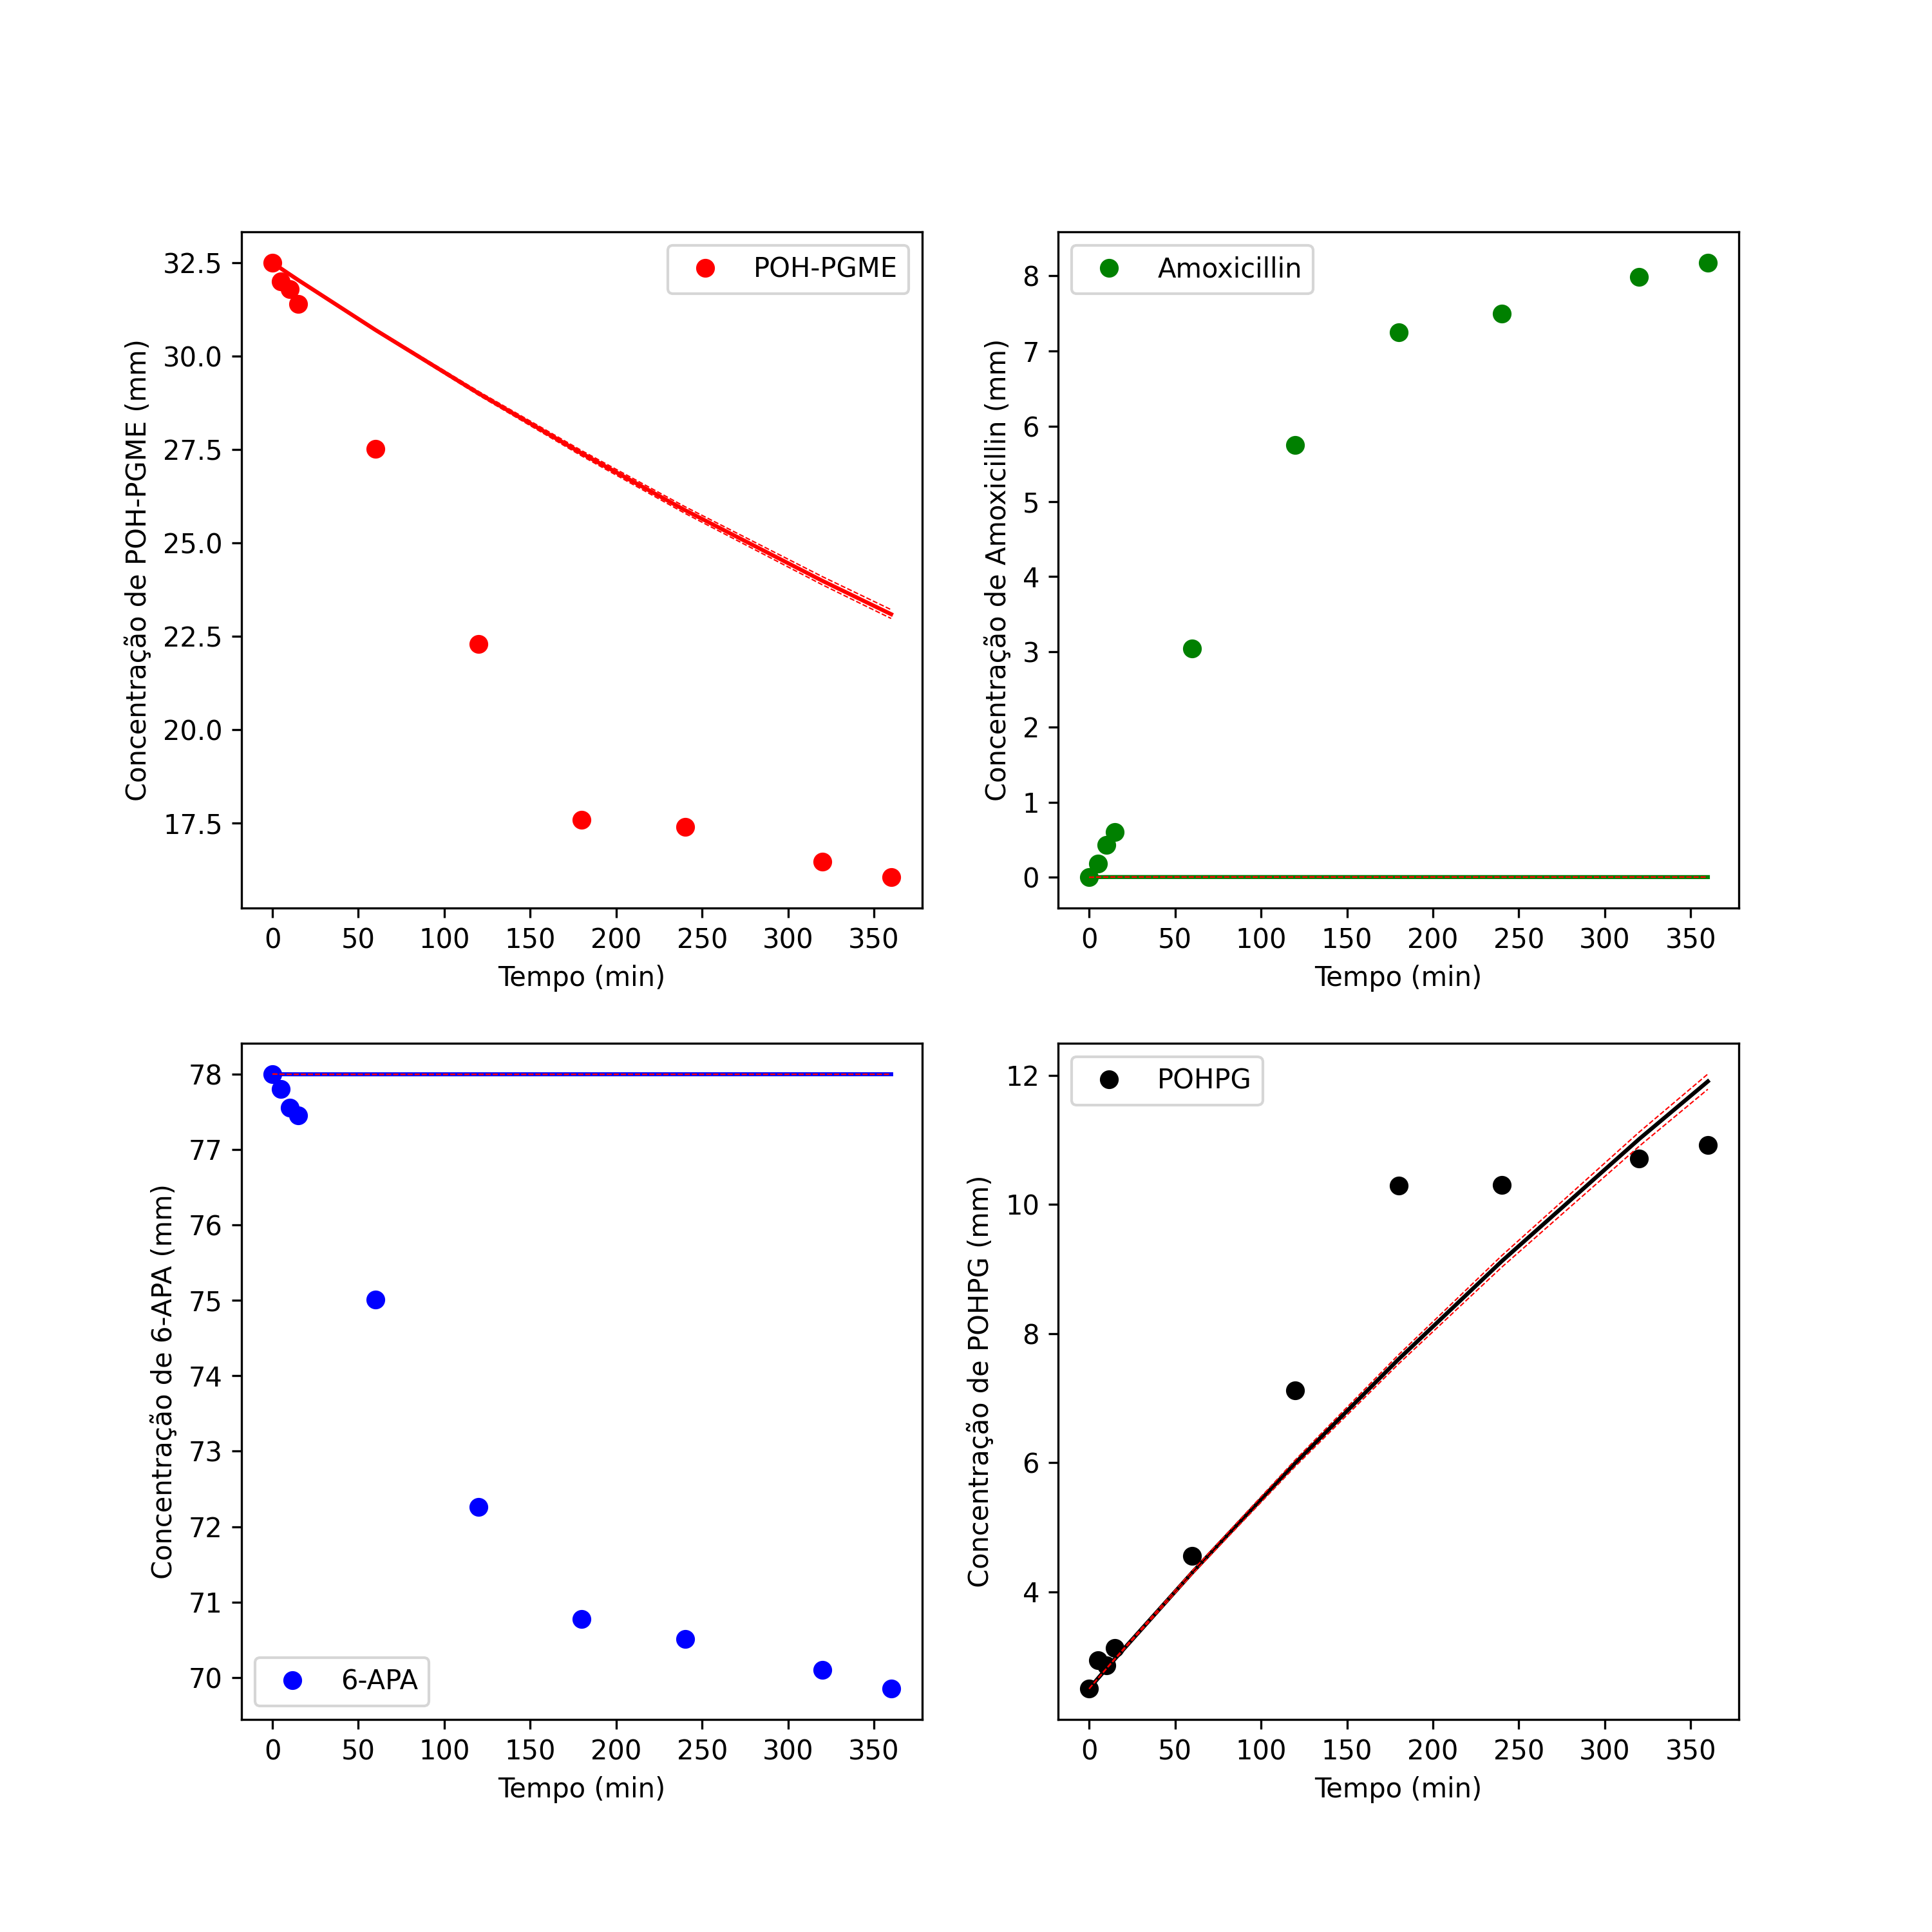 POH-PGME
Concentração de POH-PGME (mm)
32.5
30.0
27.5
25.0
22.5
20.0
17.5
0 50 100 150 200 250 300 350
Tempo (min)
Amoxicillin
Concentração de Amoxicillin (mm)
8
7
6
5
4
3
2
1
0
0 50 100 150 200 250 300 350
Tempo (min)
Concentração de 6-APA (mm)
78
77
76
75
74
73
72
71
70
6-APA
0 50 100 150 200 250 300 350
Tempo (min)
POHPG
Concentração de POHPG (mm)
12
10
8
6
4
0 50 100 150 200 250 300 350
Tempo (min)